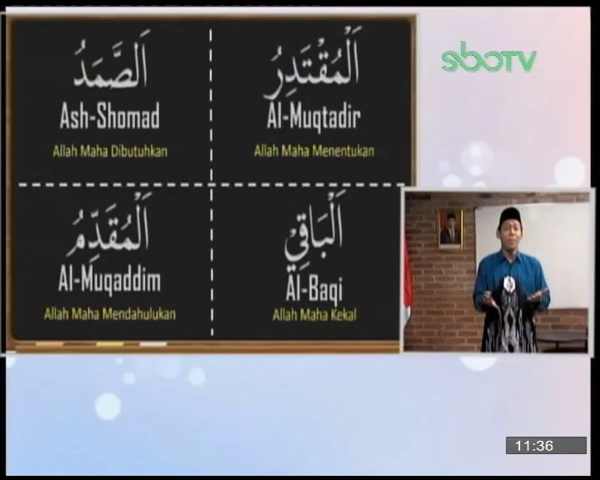 اَلصَّمَدُ
Ash-Shomad
Allah Maha Dibutuhkan
اَلْمُقْتَدِرُ
Al-Muqtadir
Allah Maha Menentukan
sboTV
اَلْمُقَدِّمُ
Al-Muqaddim
Allah Maha Mendahulukan
اَلْبَاقِيْ
Al-Baqi
Allah Maha Kekal
11:36